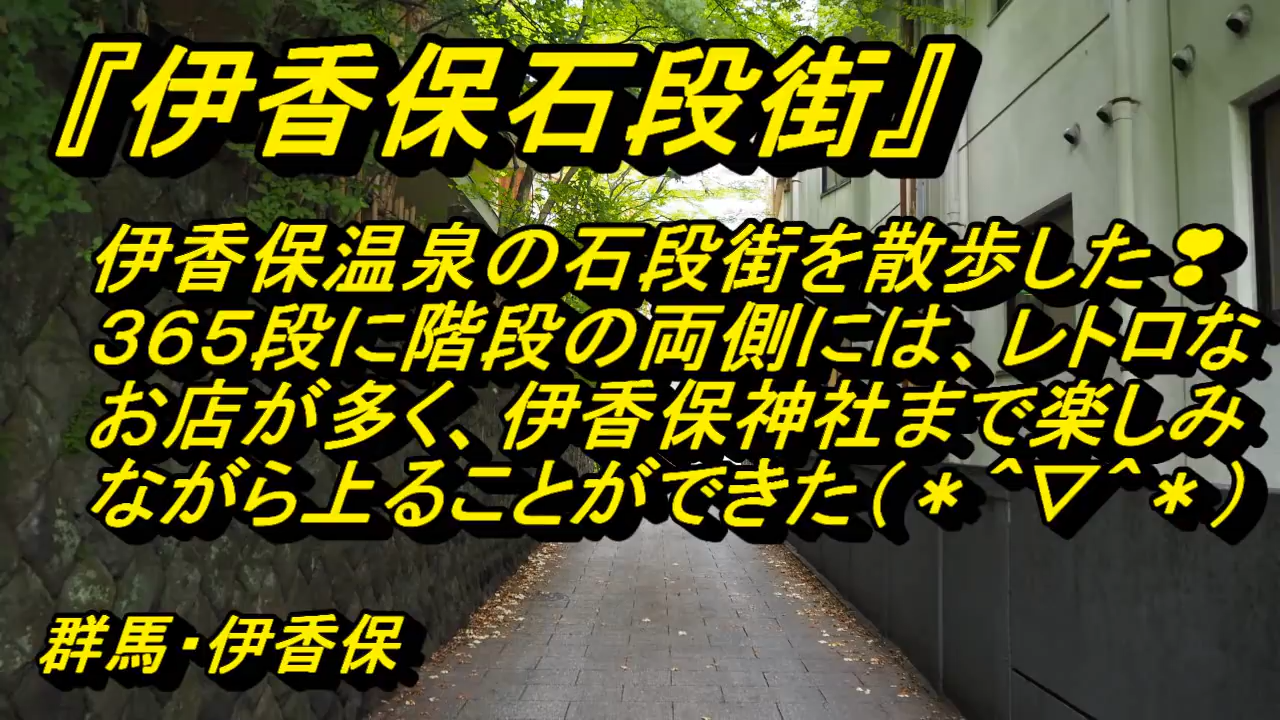 『伊香保石段街』
伊香保温泉の石段街を散歩した❣
３６５段に階段の両側には、レトロな
お店が多く、伊香保神社まで楽しみ
ながら上ることができた（＊＾▽＾＊）
群馬・伊香保